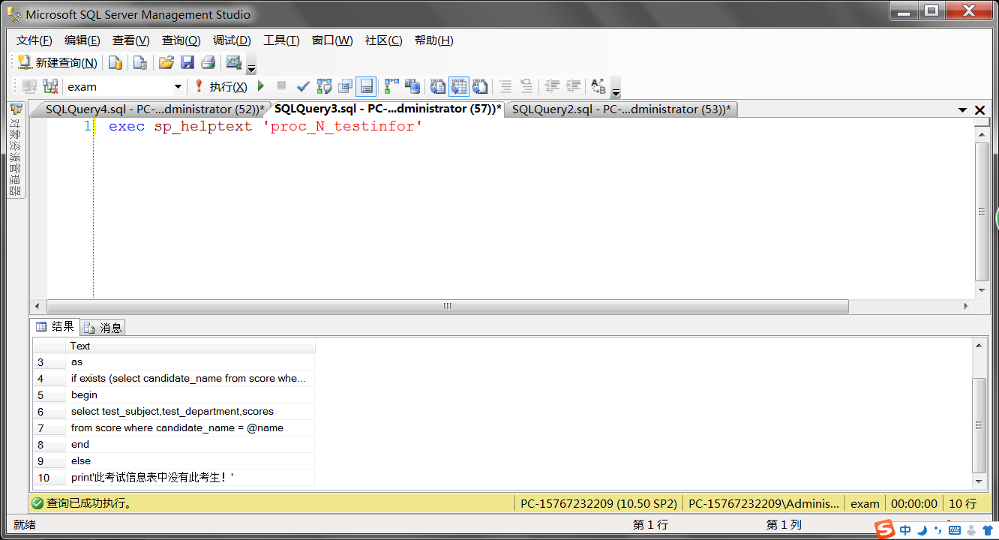 Microsoft SQL Server Management Studio
文件(F) 编辑(E) 查看(V) 查询(Q) 调试(D) 工具(T) 窗口(W) 社区(C) 帮助(H)
新建查询(N)
exam 执行(X)
SQLQuery4.sql - PC-...dministrator (52))* SQLQuery3.sql - PC-...dministrator (57))* SQLQuery2.sql - PC-...dministrator (53))*
对象资源管理器
1 exec sp_helptext 'proc_N_testinfor'
结果 消息
Text
3 as
4 if exists (select candidate_name from score whe...
5 begin
6 select test_subject,test_department,scores
7 from score where candidate_name = @name
8 end
9 else
10 print'此考试信息表中没有此考生！'
查询已成功执行。 PC-15767232209 (10.50 SP2) PC-15767232209\Adminis... exam 00:00:00 10 行
就绪 第 1 行 第 1 列
S 中